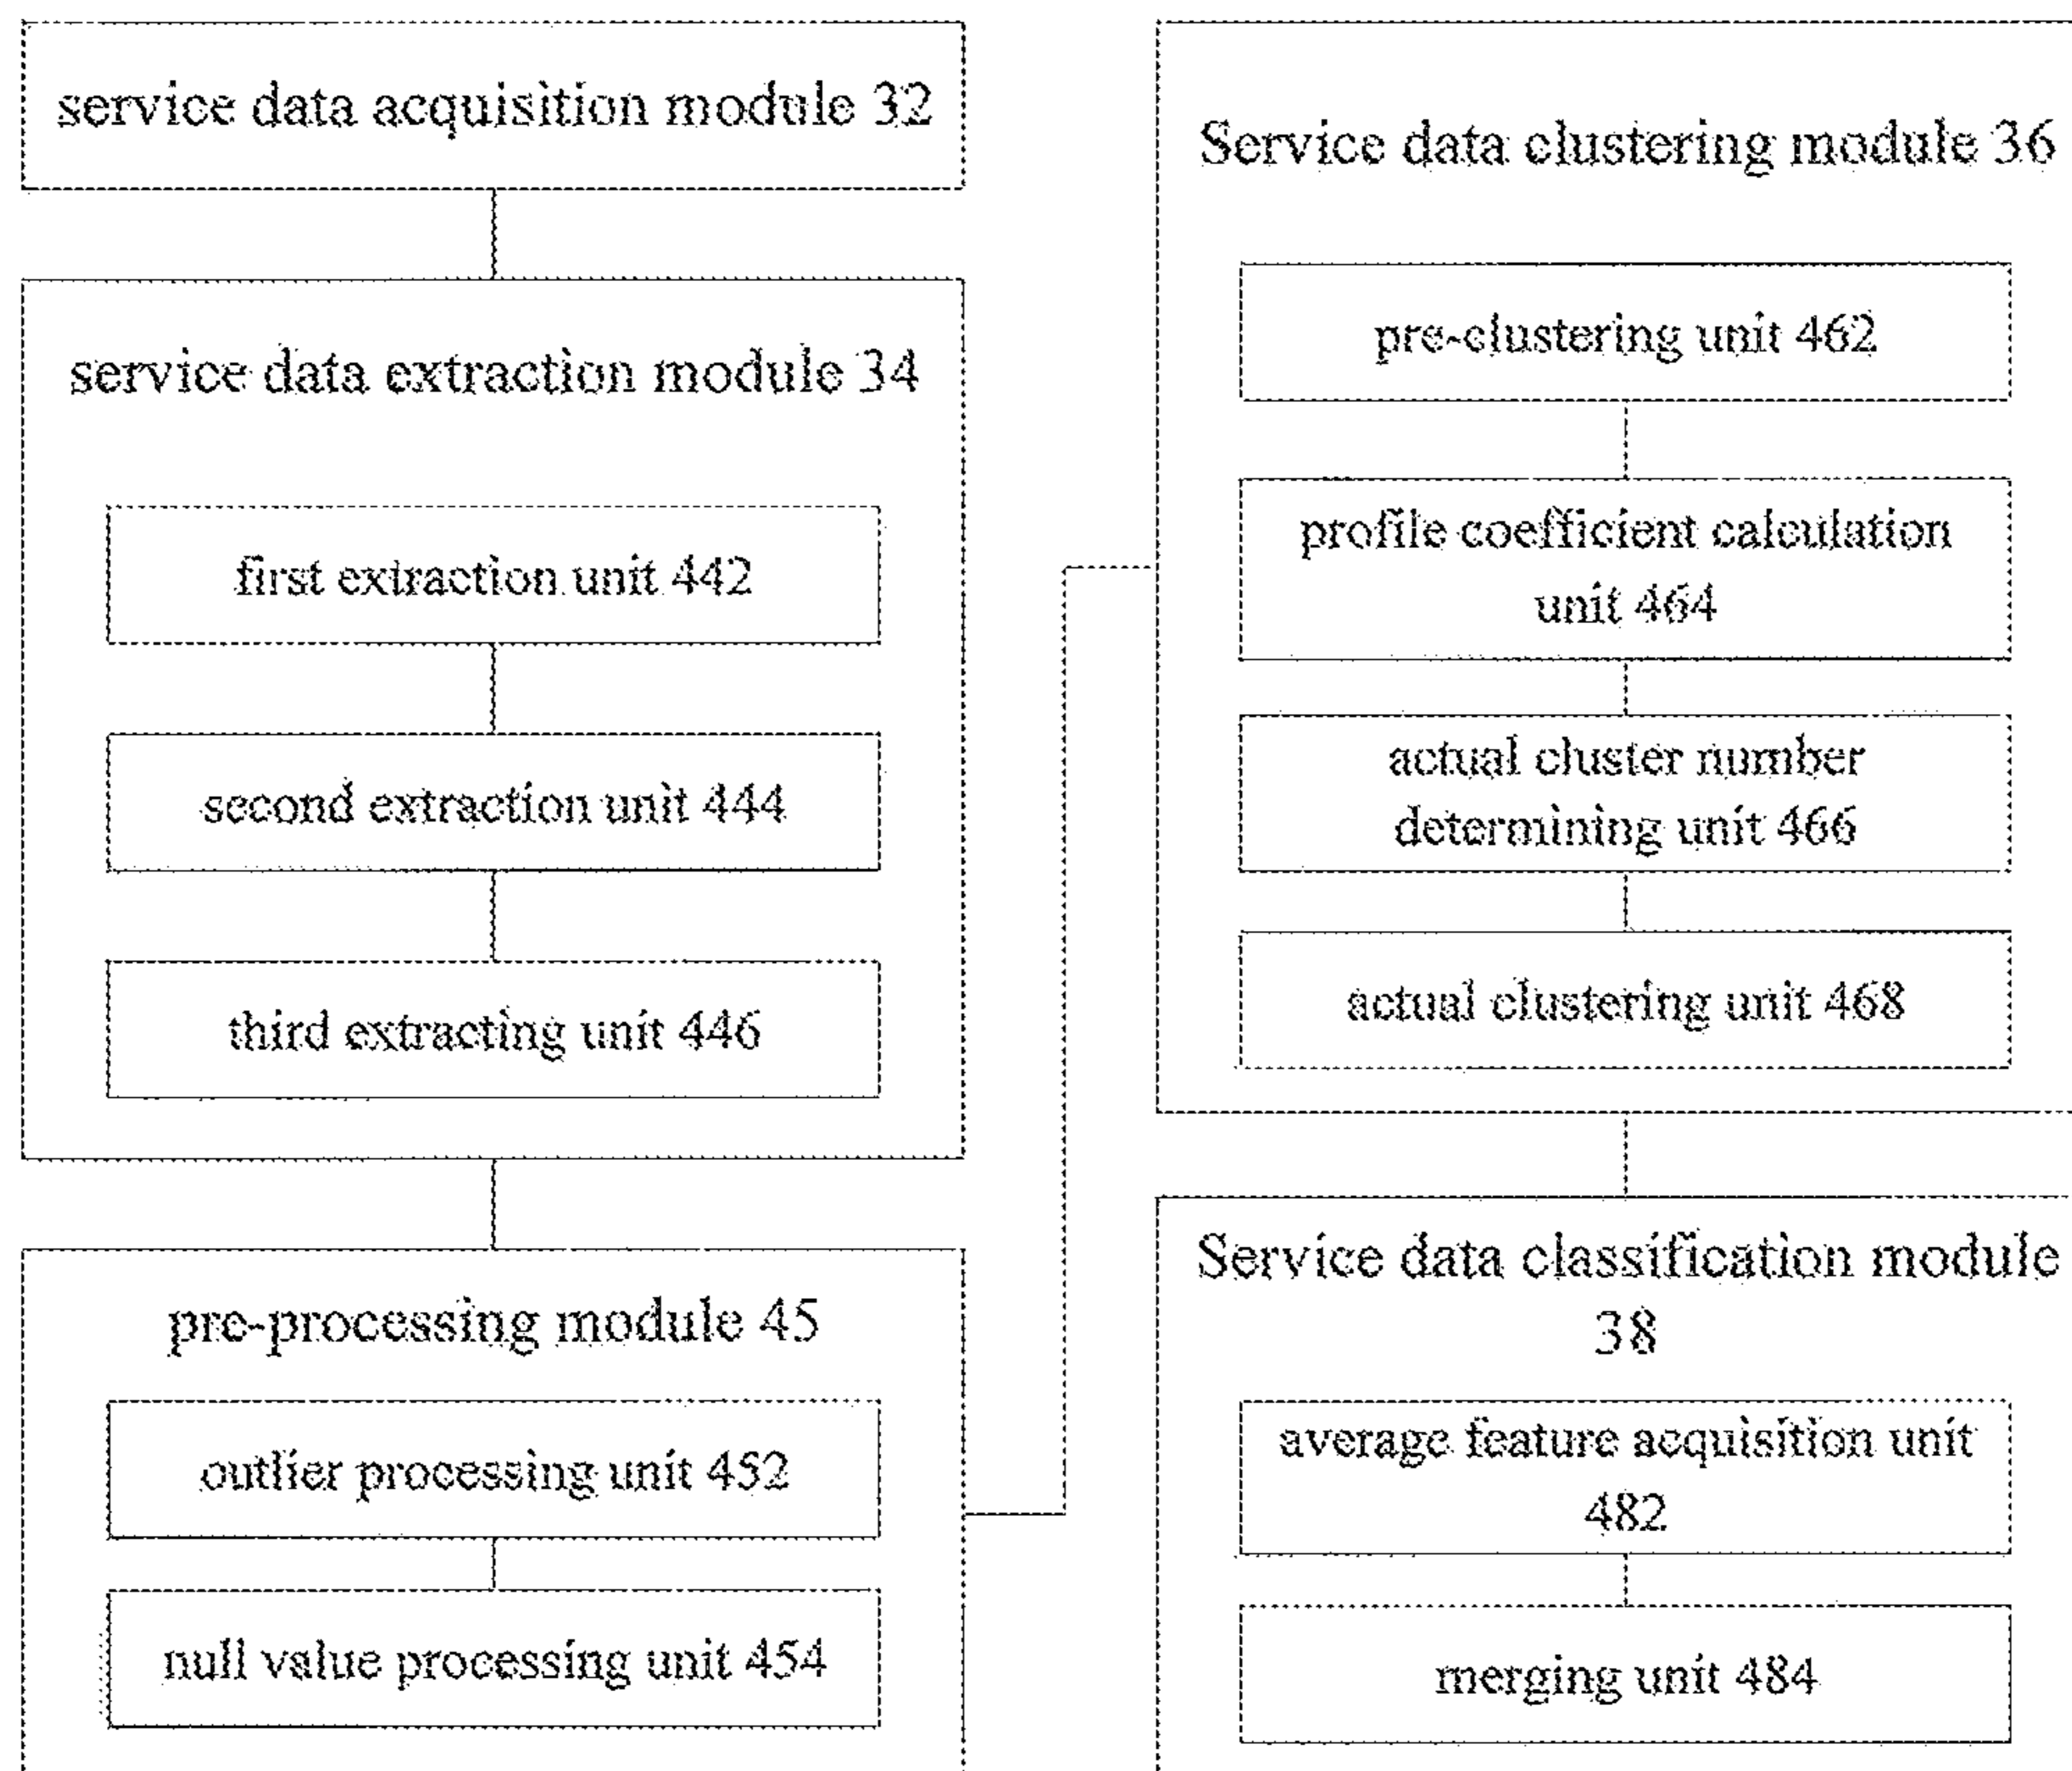 service data acquisition module 32
service data extraction module 34
first extraction unit 442
second extraction unit 444
third extracting unit 446
pre-processing module 45
outlier processing unit 452
null value processing unit 454
Service data clustering module 36
pre-clustering unit 462
profile coefficient calculation
unit 464
actual cluster number
determining unit 466
actual clustering unit 468
Service data classification module
38
average feature acquisition unit
482
merging unit 484